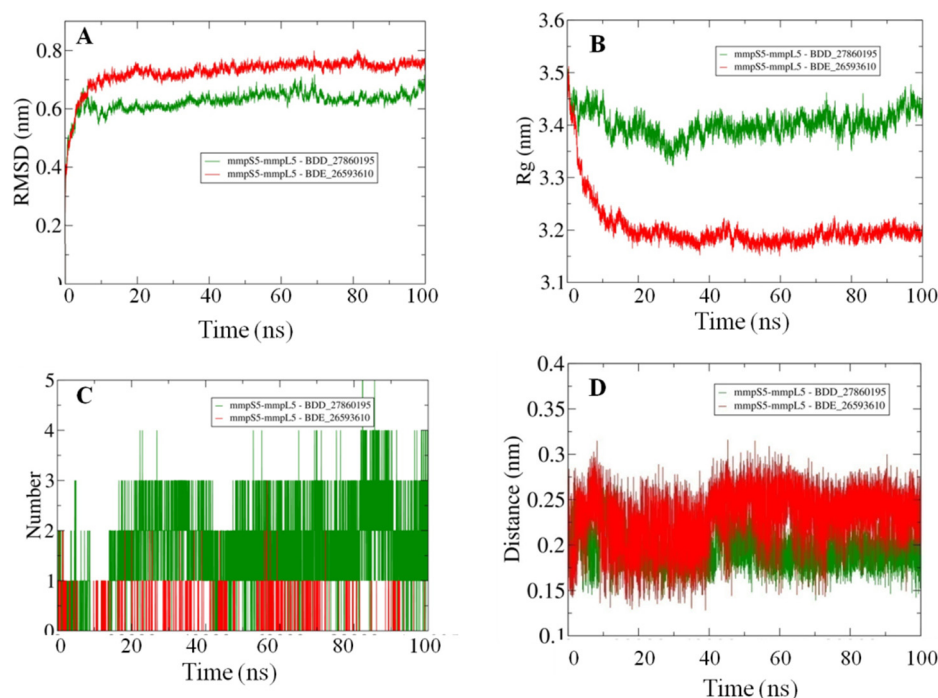 A
RMSD (nm)
0.8
0.6
0.4
0.2
0
mmpS5-mmpL5 - BDD_27860195
mmpS5-mmpL5 - BDE_26593610
0 20 40 60 80 100
Time (ns)
B
Rg (nm)
3.5
3.4
3.3
3.2
3.1
mmpS5-mmpL5 - BDD_27860195
mmpS5-mmpL5 - BDE_26593610
0 20 40 60 80 100
Time (ns)
C
Number
5
4
3
2
1
0
mmpS5-mmpL5 - BDD_27860195
mmpS5-mmpL5 - BDE_26593610
0 20 40 60 80 100
Time (ns)
D
Distance (nm)
0.4
0.35
0.3
0.25
0.2
0.15
0.1
mmpS5-mmpL5 - BDD_27860195
mmpS5-mmpL5 - BDE_26593610
0 20 40 60 80 100
Time (ns)